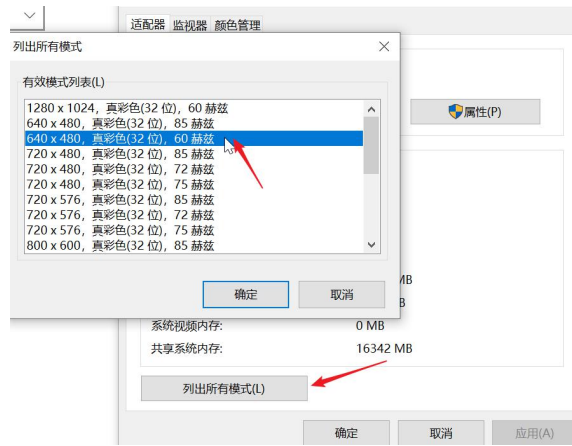 适配器 监视器 颜色管理
列出所有模式
有效模式列表(L)
1280 x 1024，真彩色(32 位)，60 赫兹
640 x 480，真彩色(32 位)，85 赫兹
640 x 480，真彩色(32 位)，60 赫兹
720 x 480，真彩色(32 位)，85 赫兹
720 x 480，真彩色(32 位)，72 赫兹
720 x 480，真彩色(32 位)，75 赫兹
720 x 576，真彩色(32 位)，85 赫兹
720 x 576，真彩色(32 位)，72 赫兹
720 x 576，真彩色(32 位)，75 赫兹
800 x 600，真彩色(32 位)，85 赫兹
属性(P)
确定 取消
MB
B
系统视频内存: 0 MB
共享系统内存: 16342 MB
列出所有模式(L)
确定 取消 应用(A)